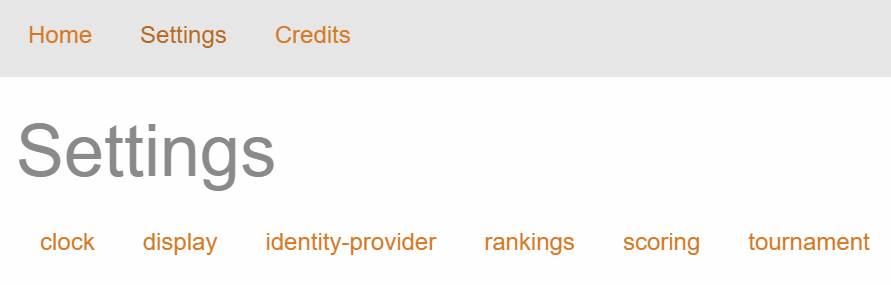 Home Settings Credits
Settings
clock display identity-provider rankings scoring tournament